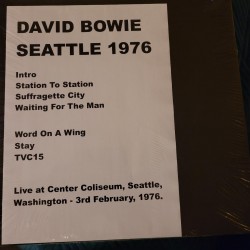 DAVID BOWIE
SEATTLE 1976
Intro
Station To Station
Suffragette City
Waiting For The Man
Word On A Wing
Stay
TVC15
Live at Center Coliseum, Seattle,
Washington - 3rd February, 1976.